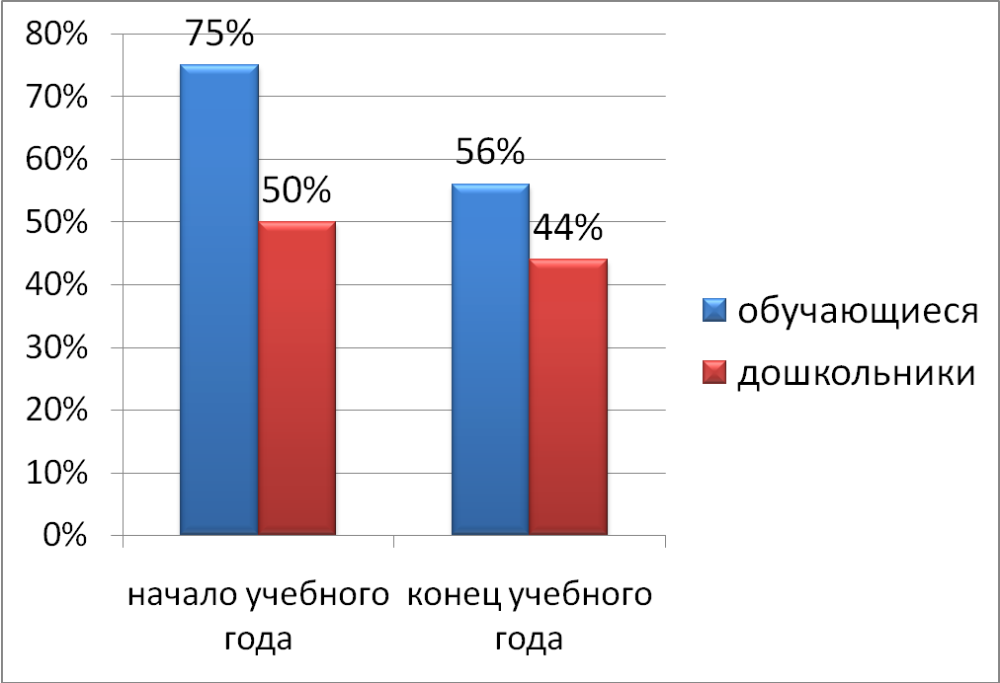 80%
70%
60%
50%
40%
30%
20%
10%
0%
75%
50%
56%
44%
начало учебного
года
конец учебного
года
обучающиеся
дошкольники